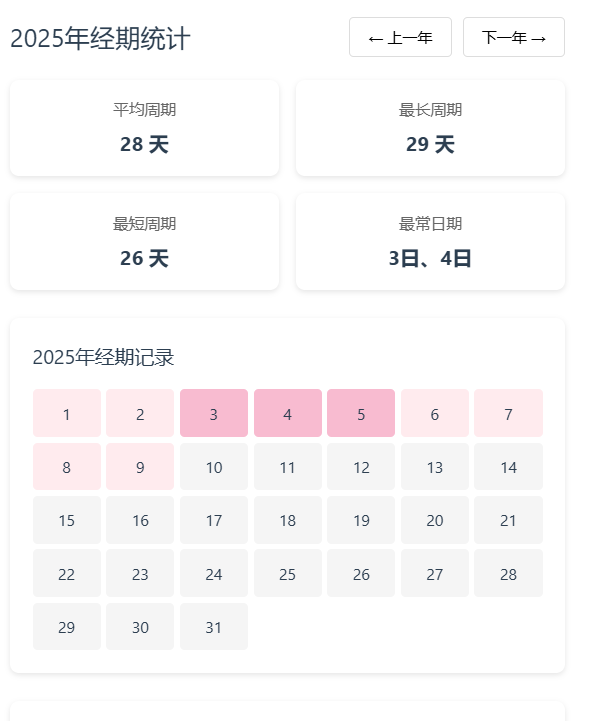 2025年经期统计
← 上一年
下一年 →
平均周期
28 天
最长周期
29 天
最短周期
26 天
最常日期
3日、4日
2025年经期记录
1 2 3 4 5 6 7
8 9 10 11 12 13 14
15 16 17 18 19 20 21
22 23 24 25 26 27 28
29 30 31